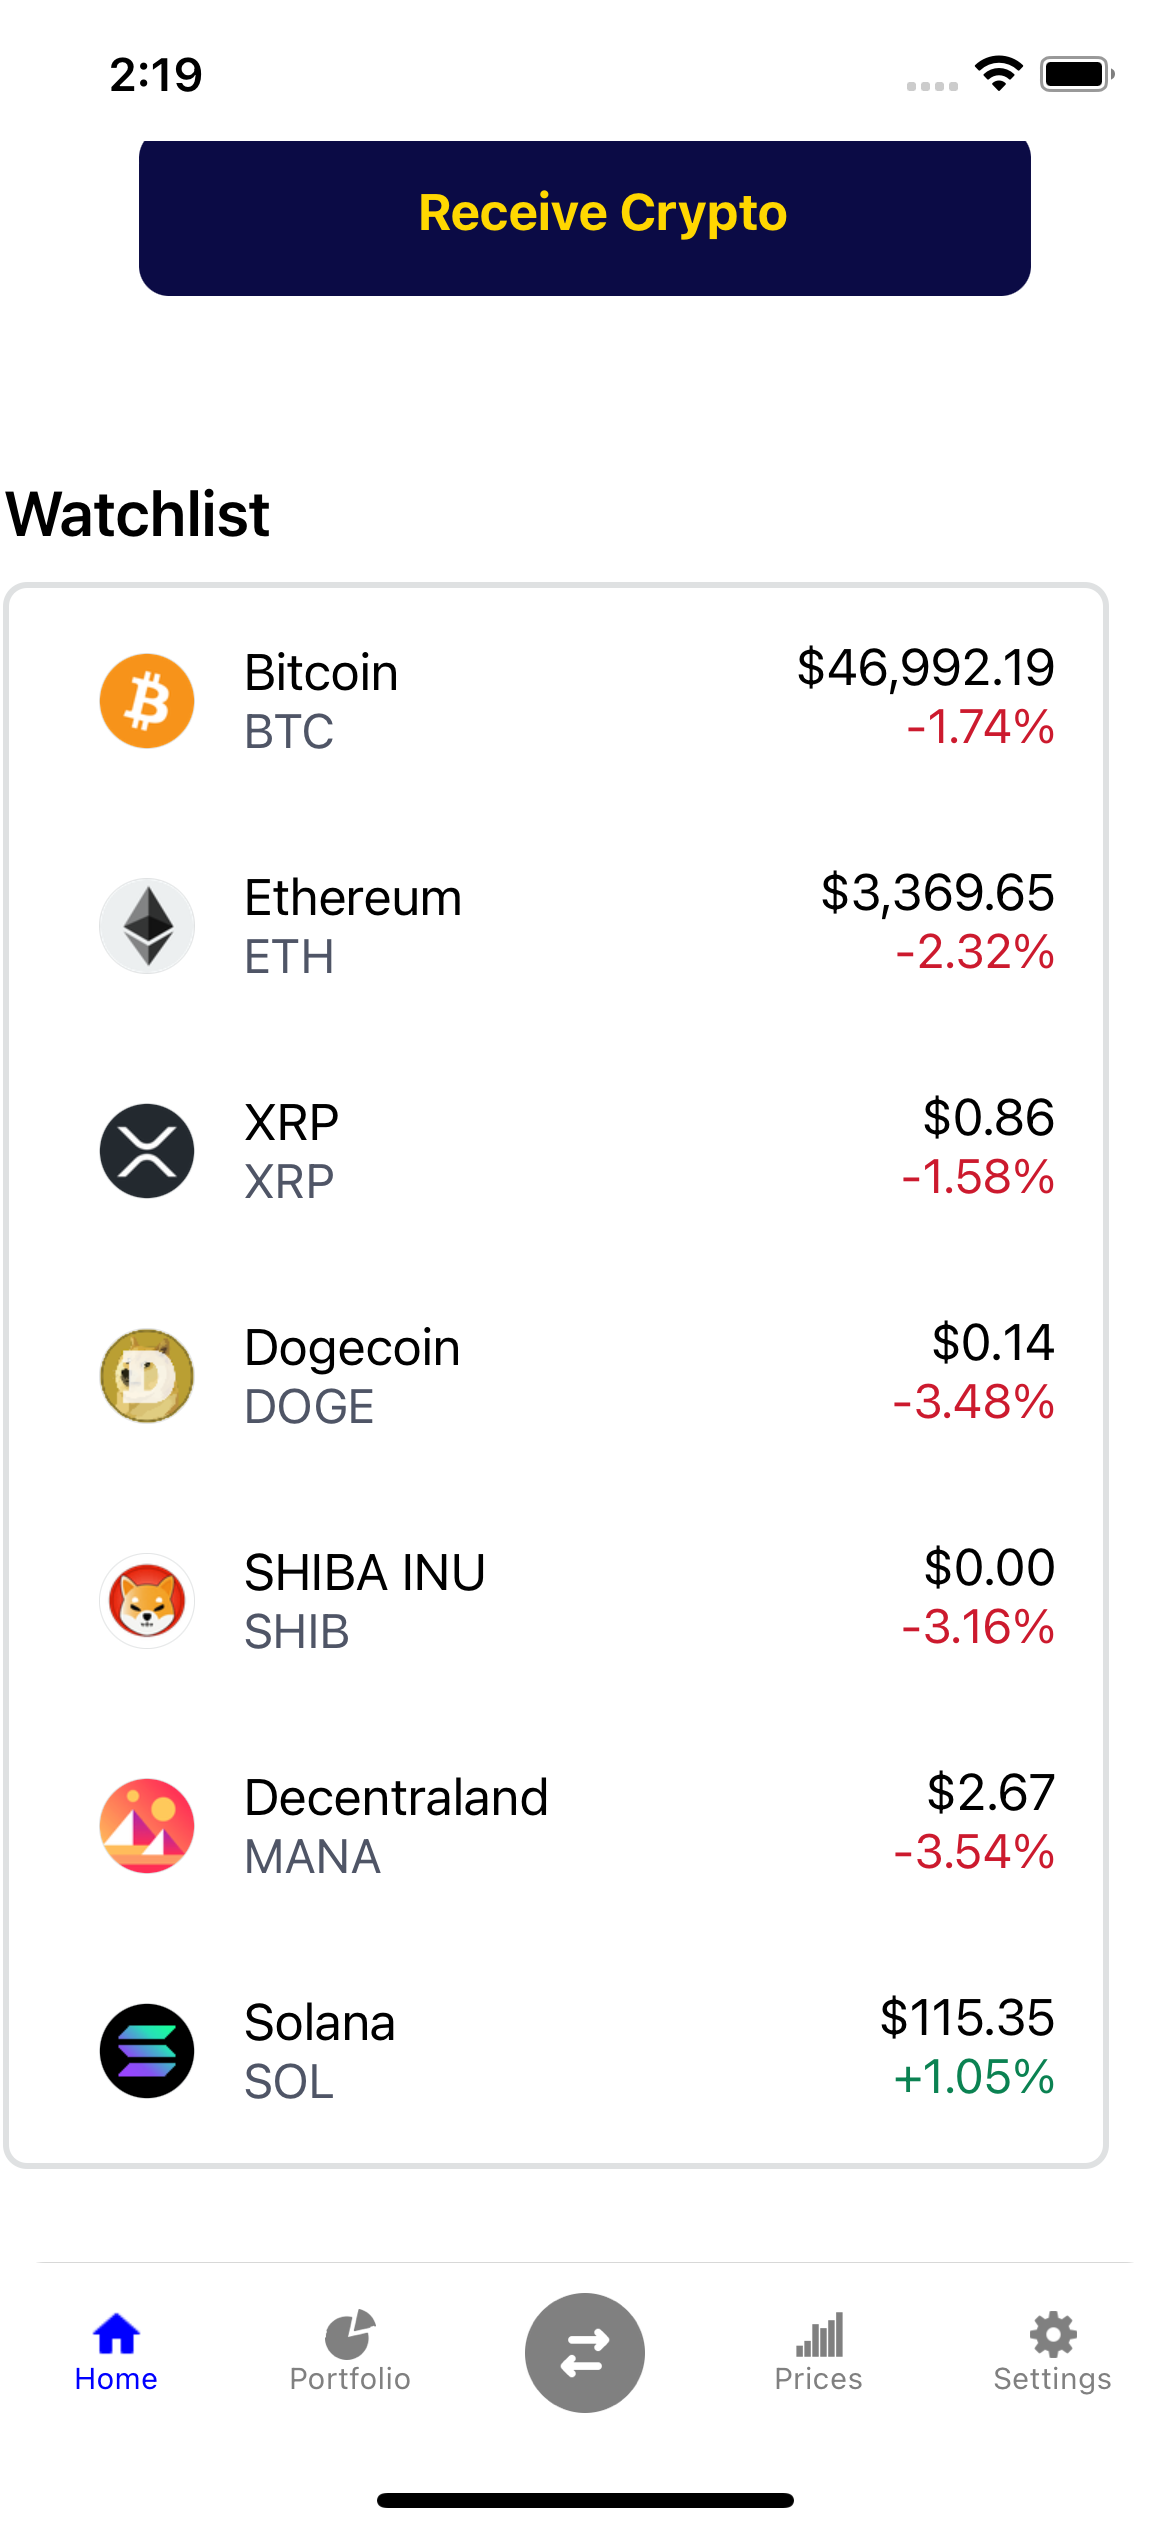 2:19
Receive Crypto
Watchlist
Bitcoin
$46,992.19
BTC
-1.74%
Ethereum
$3,369.65
ETH
-2.32%
XRP
$0.86
XRP
-1.58%
Dogecoin
$0.14
DOGE
-3.48%
SHIBA INU
$0.00
SHIB
-3.16%
Decentraland
$2.67
MANA
-3.54%
Solana
$115.35
SOL
+1.05%
Home
Portfolio
Prices
Settings